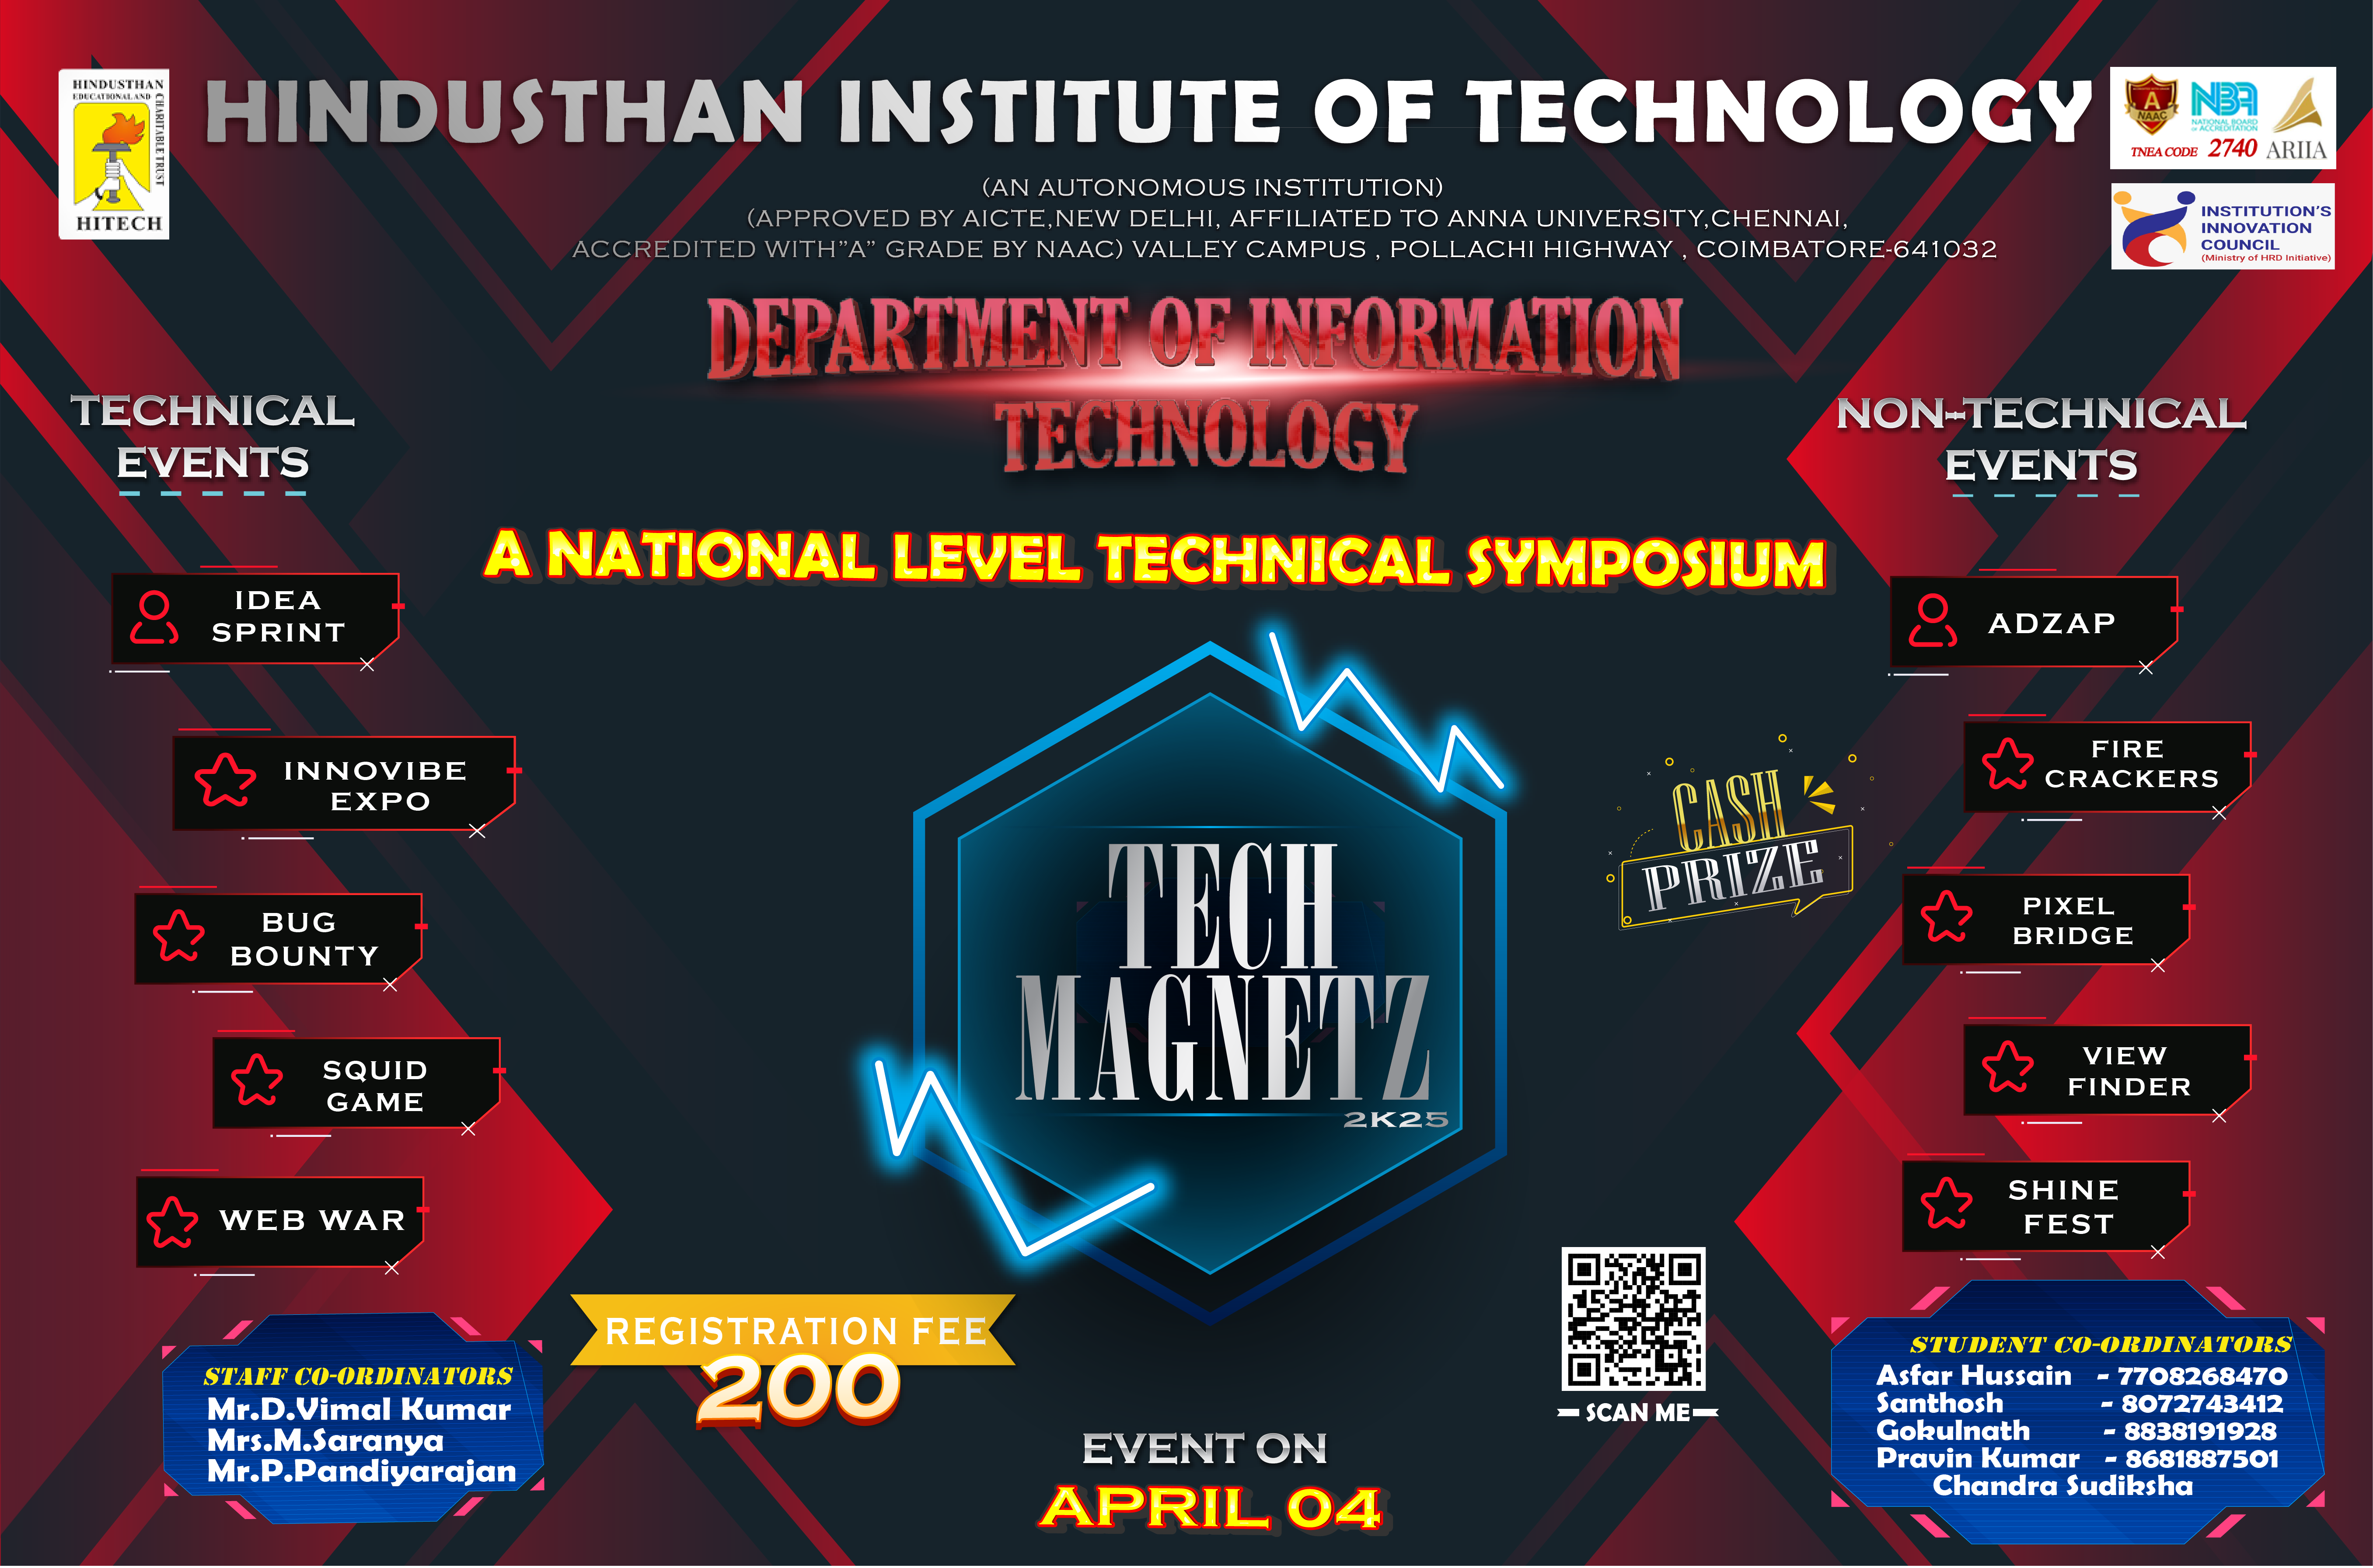 HINDUSTHAN
EDUCATIONAL AND
CHARITABLE TRUST
HITECH
HINDUSTHAN INSTITUTE OF TECHNOLOGY
A
NAAC
NBA
NATIONAL BOARD
of ACCREDITATION
TNEA CODE 2740 ARIIA
INSTITUTION'S
INNOVATION
COUNCIL
(Ministry of HRD Initiative)
(AN AUTONOMOUS INSTITUTION)
(APPROVED BY AICTE,NEW DELHI, AFFILIATED TO ANNA UNIVERSITY,CHENNAI,
ACCREDITED WITH"A" GRADE BY NAAC) VALLEY CAMPUS , POLLACHI HIGHWAY , COIMBATORE-641032
DEPARTMENT OF INFORMATION
TECHNOLOGY
A NATIONAL LEVEL TECHNICAL SYMPOSIUM
TECHNICAL
EVENTS
IDEA
SPRINT
INNOVIBE
EXPO
BUG
BOUNTY
SQUID
GAME
WEB WAR
TECH
MAGNETZ
2K25
CASH
PRIZE
NON-TECHNICAL
EVENTS
ADZAP
FIRE
CRACKERS
PIXEL
BRIDGE
VIEW
FINDER
SHINE
FEST
STAFF CO-ORDINATORS
Mr.D.Vimal Kumar
Mrs.M.Saranya
Mr.P.Pandiyarajan
REGISTRATION FEE
200
EVENT ON
APRIL 04
SCAN ME
STUDENT CO-ORDINATORS
Asfar Hussain - 7708268470
Santhosh - 8072743412
Gokulnath - 8838191928
Pravin Kumar - 8681887501
Chandra Sudiksha